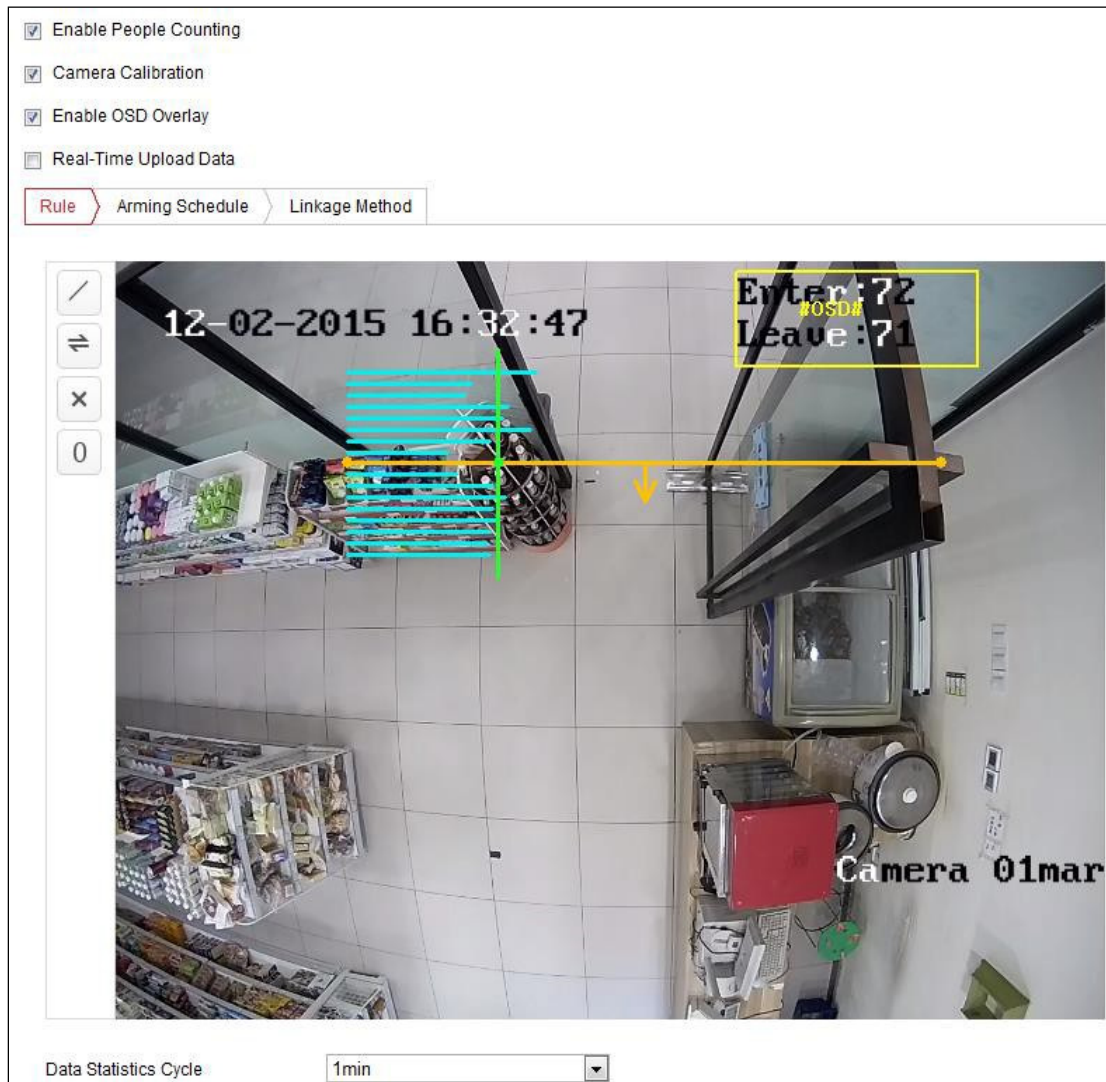 Enable People Counting
Camera Calibration
Enable OSD Overlay
Real-Time Upload Data
Rule Arming Schedule Linkage Method
12-02-2015 16:32:47
Enter:72
#OSD#
Leave:71
0
Camera 01mar
Data Statistics Cycle 1min